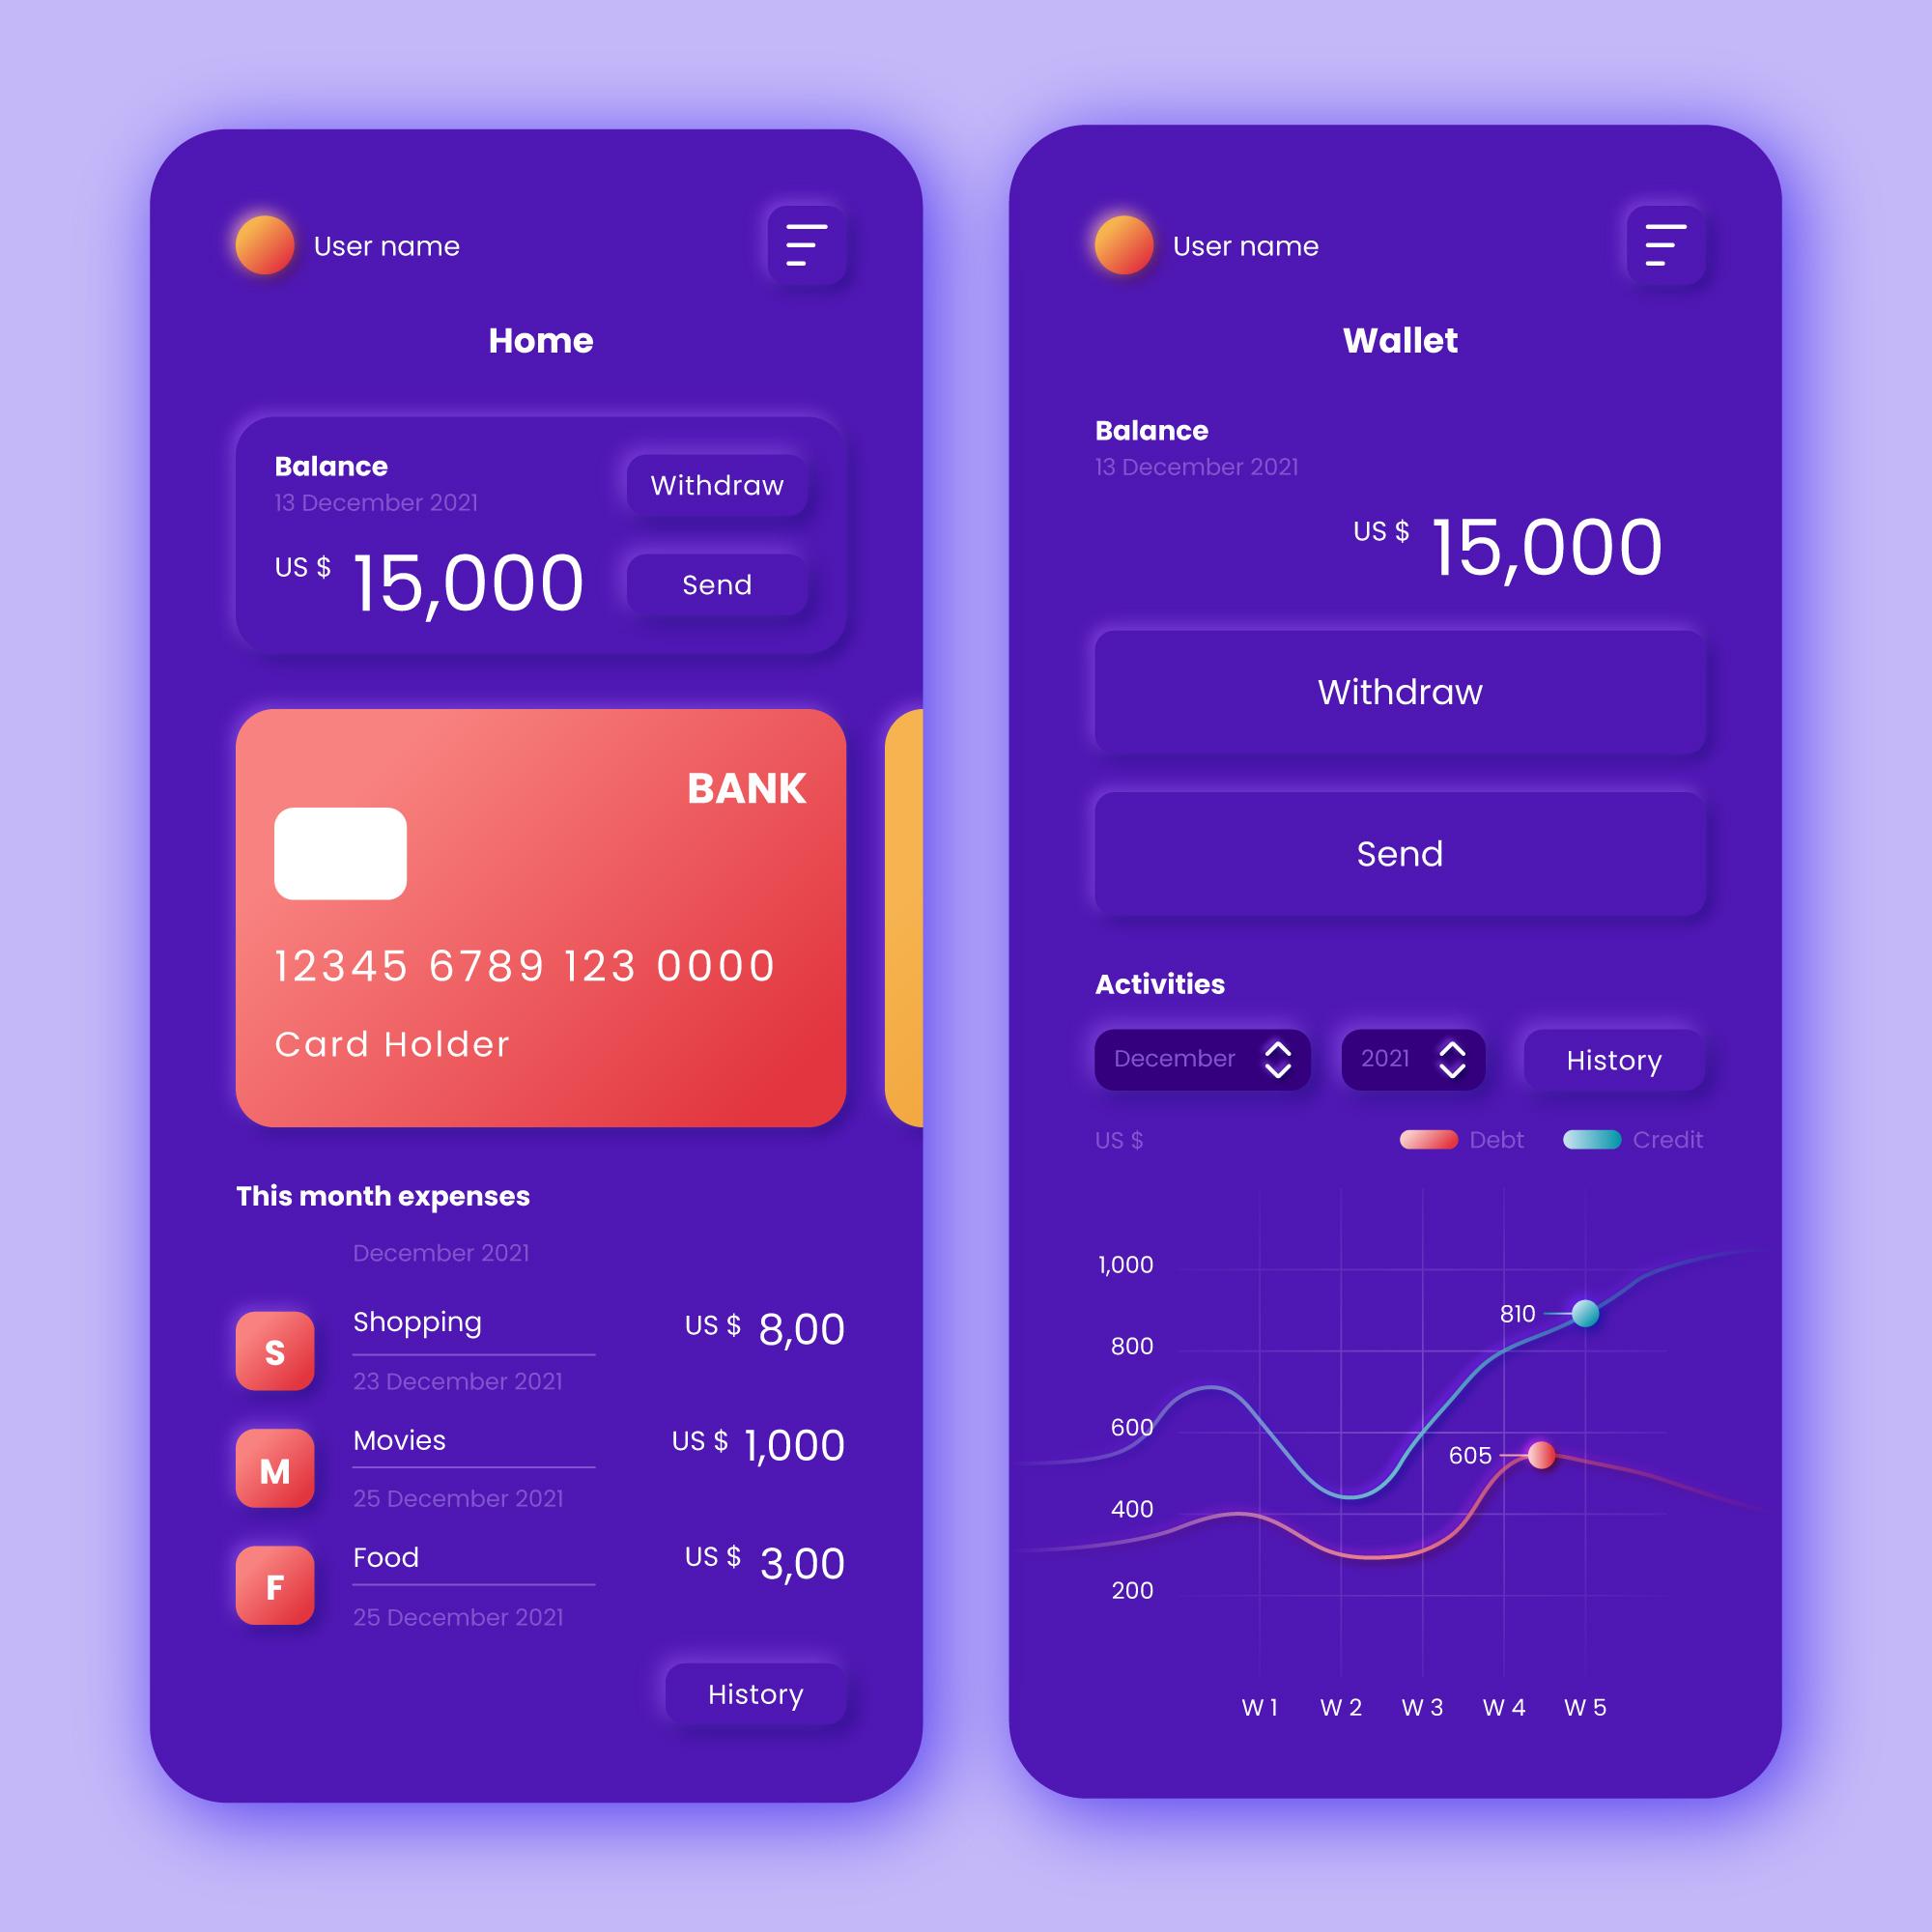 User name
Home
Balance
13 December 2021
US $ 15,000
Withdraw
Send
BANK
12345 6789 123 0000
Card Holder
This month expenses
December 2021
S
Shopping
US $ 8,00
23 December 2021
M
Movies
US $ 1,000
25 December 2021
F
Food
US $ 3,00
25 December 2021
History
User name
Wallet
Balance
13 December 2021
US $ 15,000
Withdraw
Send
Activities
December
2021
History
US $
Debt
Credit
1,000
810
800
600
605
400
200
W 1 W 2 W 3 W 4 W 5